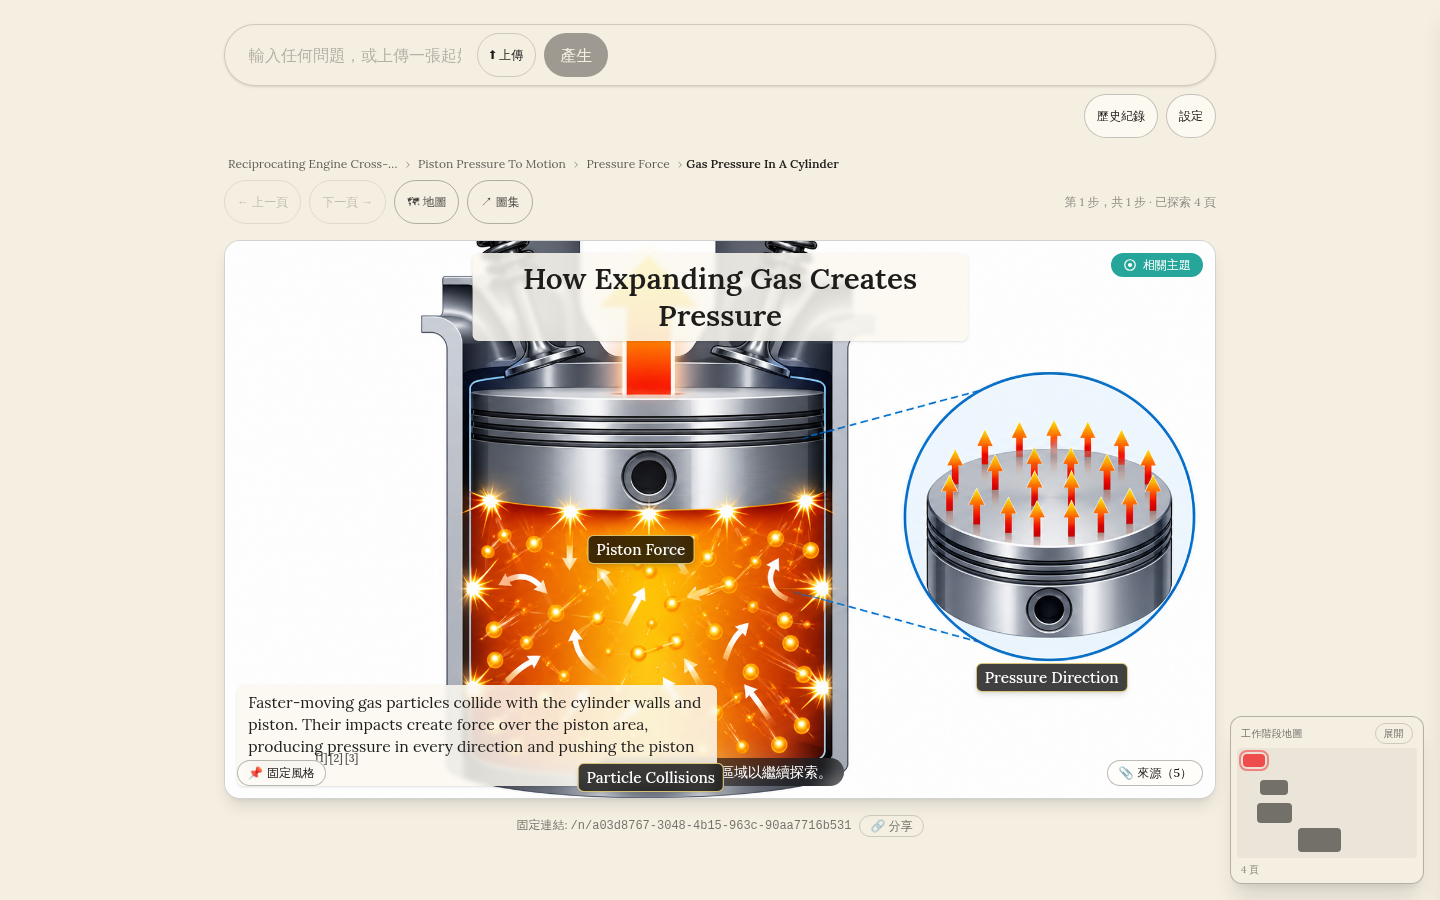 輸入任何問題，或上傳一張起
⬆上傳
產生
歷史紀錄
設定
Reciprocating Engine Cross-... › Piston Pressure To Motion › Pressure Force › Gas Pressure In A Cylinder
← 上一頁
下一頁 →
🗺 地圖
↗ 圖集
第 1 步，共 1 步 · 已探索 4 頁
How Expanding Gas Creates
Pressure
相關主題
Piston Force
Pressure Direction
Faster-moving gas particles collide with the cylinder walls and
piston. Their impacts create force over the piston area,
producing pressure in every direction and pushing the piston
[1][2][3]
📌 固定風格
Particle Collisions
區域以繼續探索。
📎 來源（5）
固定連結: /n/a03d8767-3048-4b15-963c-90aa7716b531
🔗 分享
工作階段地圖
展開
4 頁